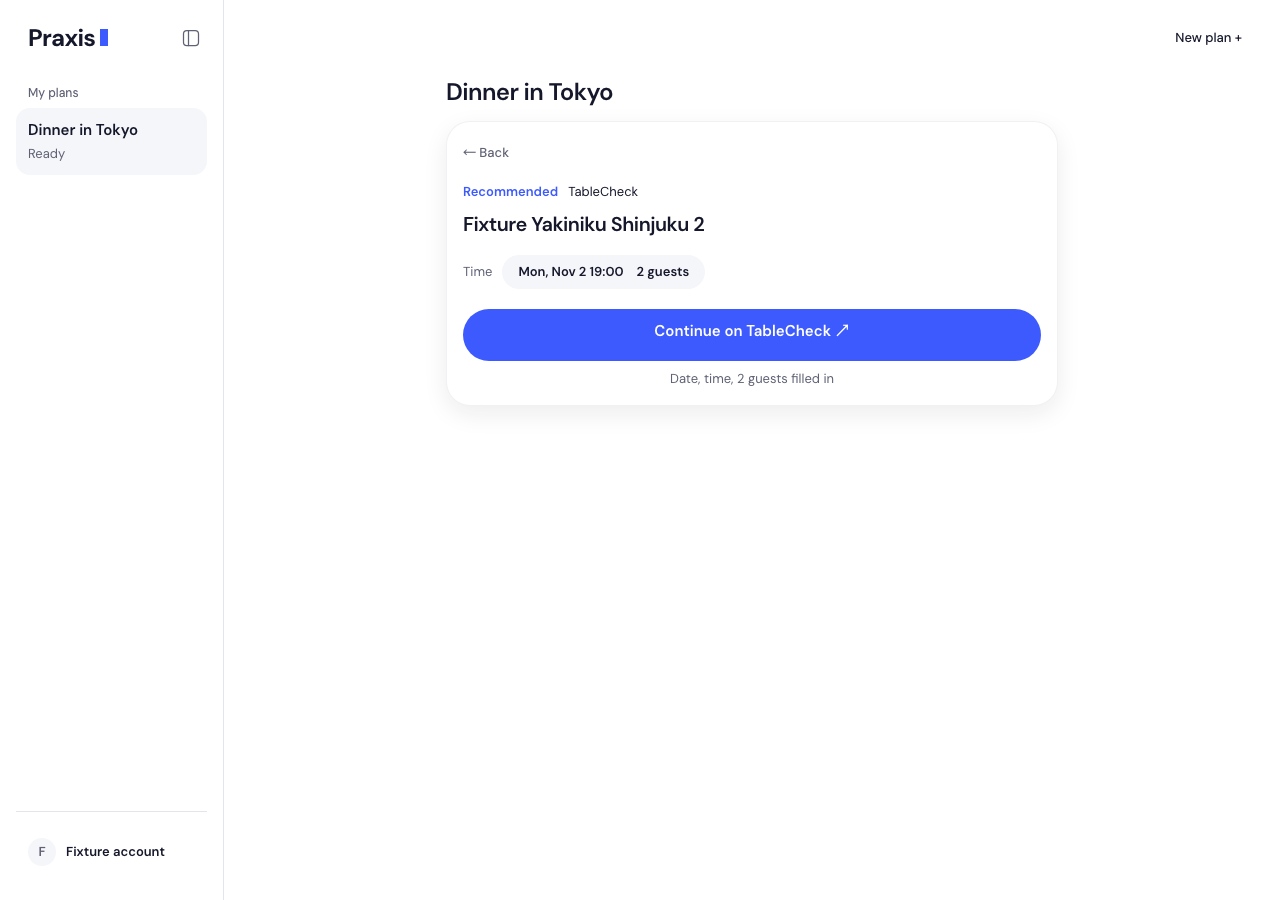 Praxis
New plan +
My plans
Dinner in Tokyo
Ready
Dinner in Tokyo
← Back
Recommended TableCheck
Fixture Yakiniku Shinjuku 2
Time Mon, Nov 2 19:00 2 guests
Continue on TableCheck ↗
Date, time, 2 guests filled in
F Fixture account